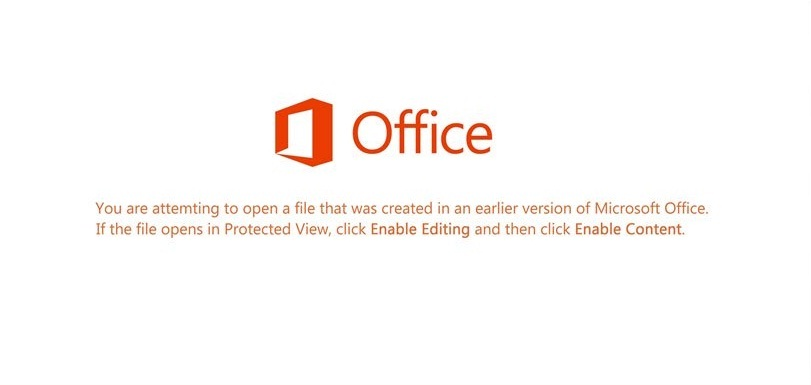 Office
You are attemting to open a file that was created in an earlier version of Microsoft Office.
If the file opens in Protected View, click Enable Editing and then click Enable Content.